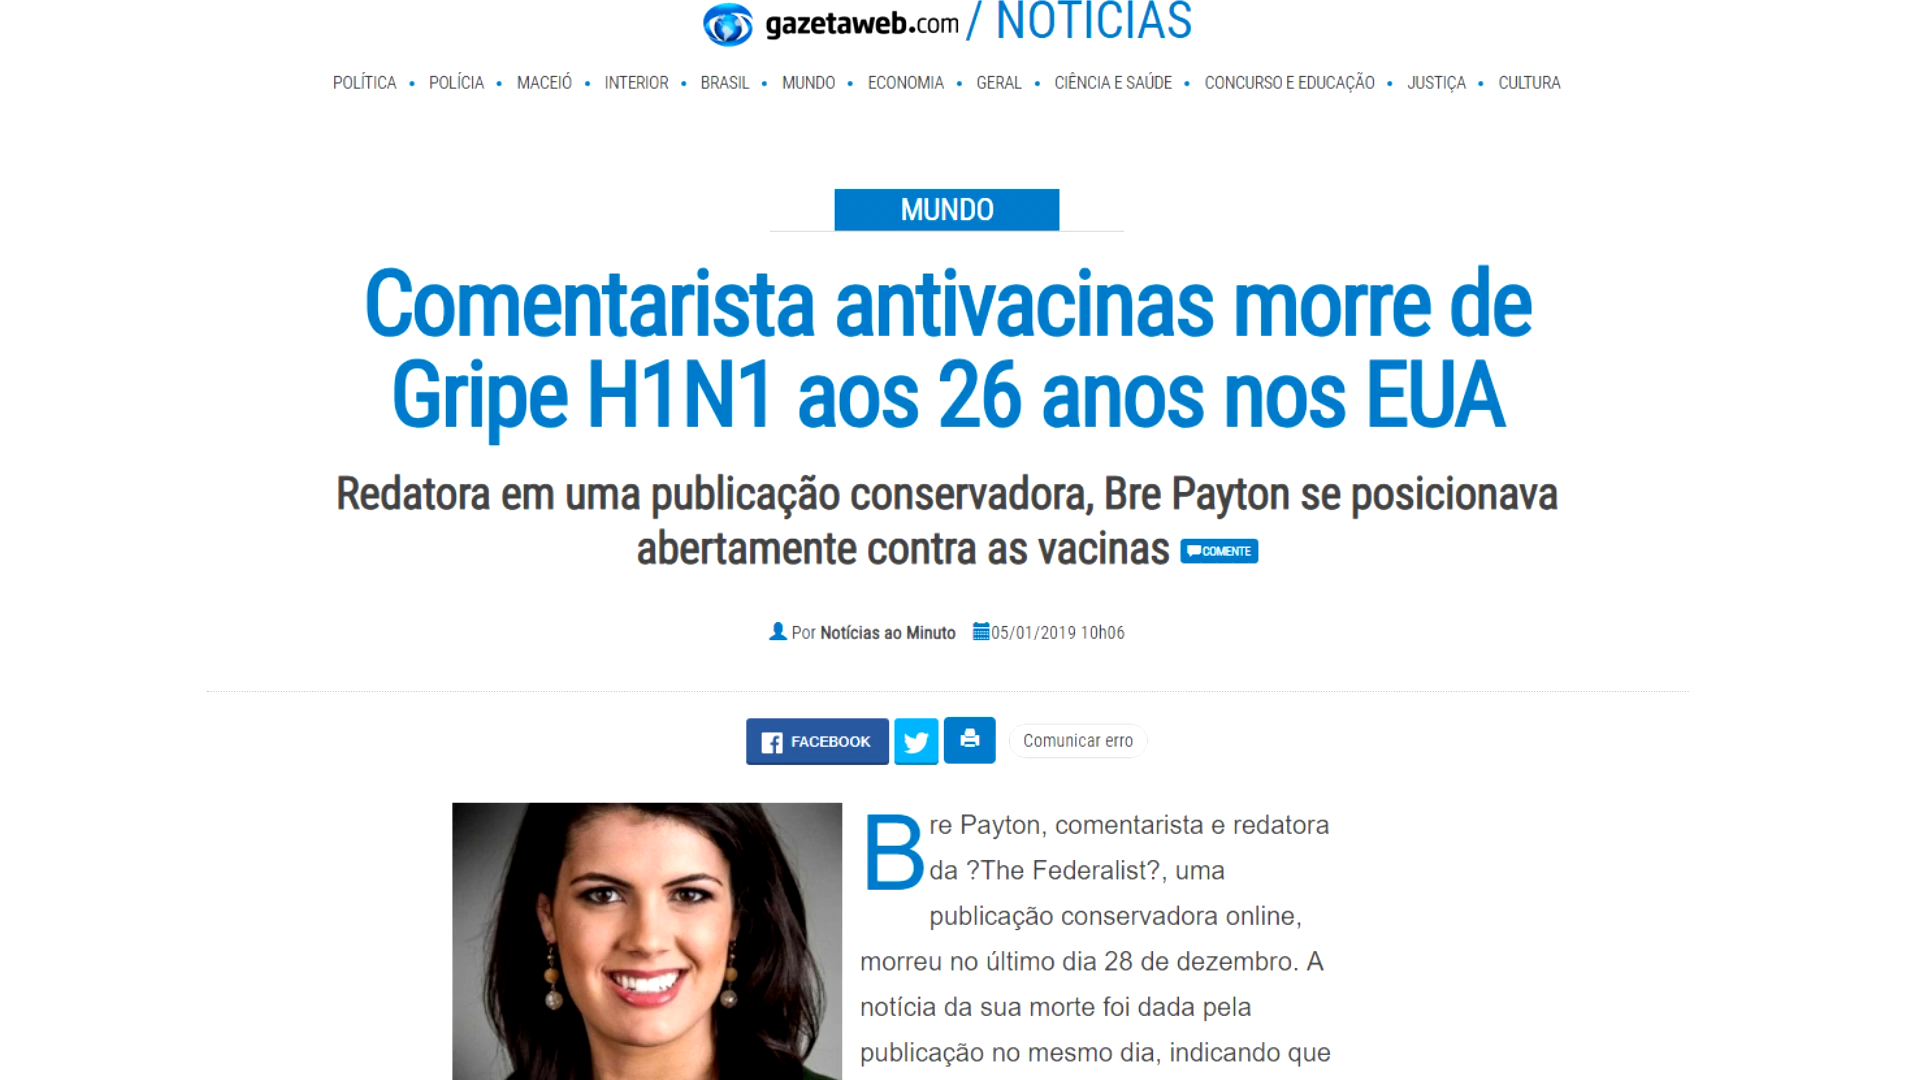 gazetaweb.com / NOTÍCIAS
POLÍTICA • POLÍCIA • MACEIÓ • INTERIOR • BRASIL • MUNDO • ECONOMIA • GERAL • CIÊNCIA E SAÚDE • CONCURSO E EDUCAÇÃO • JUSTIÇA • CULTURA
MUNDO
Comentarista antivacinas morre de
Gripe H1N1 aos 26 anos nos EUA
Redatora em uma publicação conservadora, Bre Payton se posicionava
abertamente contra as vacinas COMENTE
Por Notícias ao Minuto 05/01/2019 10h06
FACEBOOK Comunicar erro
Bre Payton, comentarista e redatora
da ?The Federalist?, uma
publicação conservadora online,
morreu no último dia 28 de dezembro. A
notícia da sua morte foi dada pela
publicação no mesmo dia, indicando que